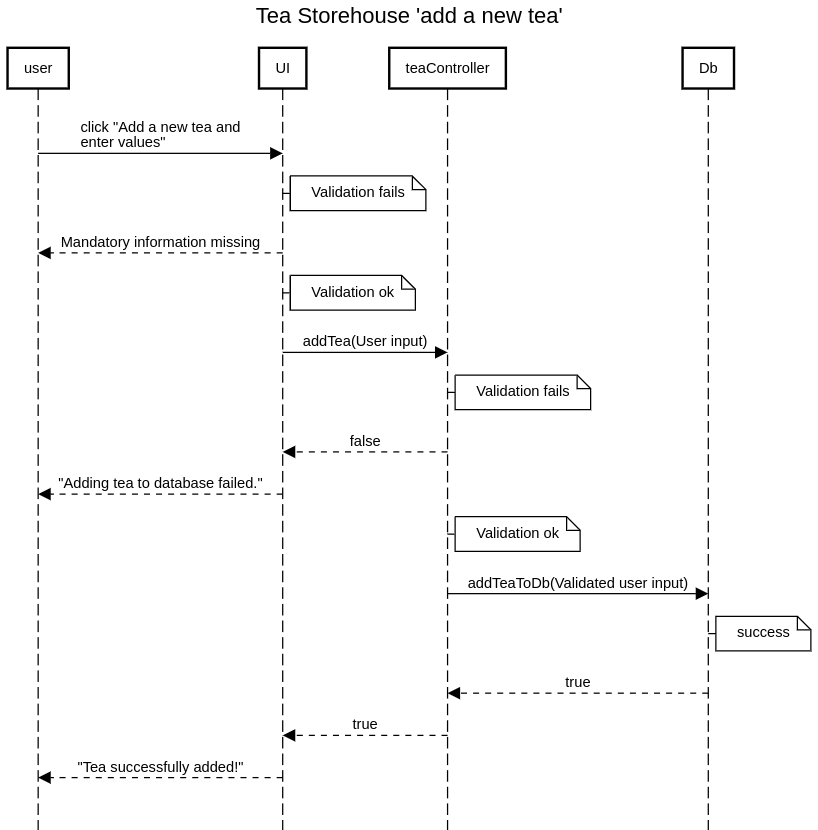 Tea Storehouse 'add a new tea'
user
UI
teaController
Db
click "Add a new tea and
enter values"
Validation fails
Mandatory information missing
Validation ok
addTea(User input)
Validation fails
false
"Adding tea to database failed."
Validation ok
addTeaToDb(Validated user input)
success
true
true
"Tea successfully added!"